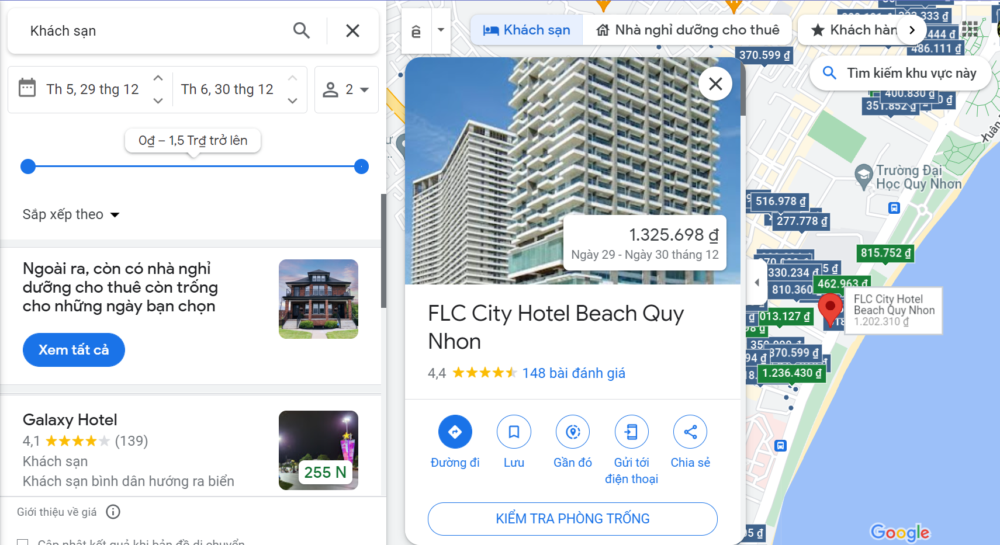 Khách sạn
Th 5, 29 thg 12
Th 6, 30 thg 12
2
0₫ – 1,5 Tr₫ trở lên
Sắp xếp theo
Ngoài ra, còn có nhà nghỉ
dưỡng cho thuê còn trống
cho những ngày bạn chọn
Xem tất cả
Galaxy Hotel
4,1 (139)
Khách sạn
Khách sạn bình dân hướng ra biển
255 N
Giới thiệu về giá
Cập nhật kết quả khi bản đồ di chuyển
ê
Khách sạn
Nhà nghỉ dưỡng cho thuê
Khách hàn
1.325.698 ₫
Ngày 29 - Ngày 30 tháng 12
FLC City Hotel Beach Quy
Nhon
4,4 148 bài đánh giá
Đường đi
Lưu
Gần đó
Gửi tới
điện thoại
Chia sẻ
KIỂM TRA PHÒNG TRỐNG
333 ₫
444 ₫
486.111 ₫
370.599 ₫
Tìm kiếm khu vực này
400.830 ₫
351.852 ₫
0 ₫
Xuân
Trường Đại
Học Quy Nhơn
516.978 ₫
277.778 ₫
815.752 ₫
5 ₫
330.234 ₫
462.963 ₫
810.360
FLC City Hotel
Beach Quy Nhon
1.202.310 ₫
013.127 ₫
370.599 ₫
94 ₫
1.236.430 ₫
05 ₫
Google